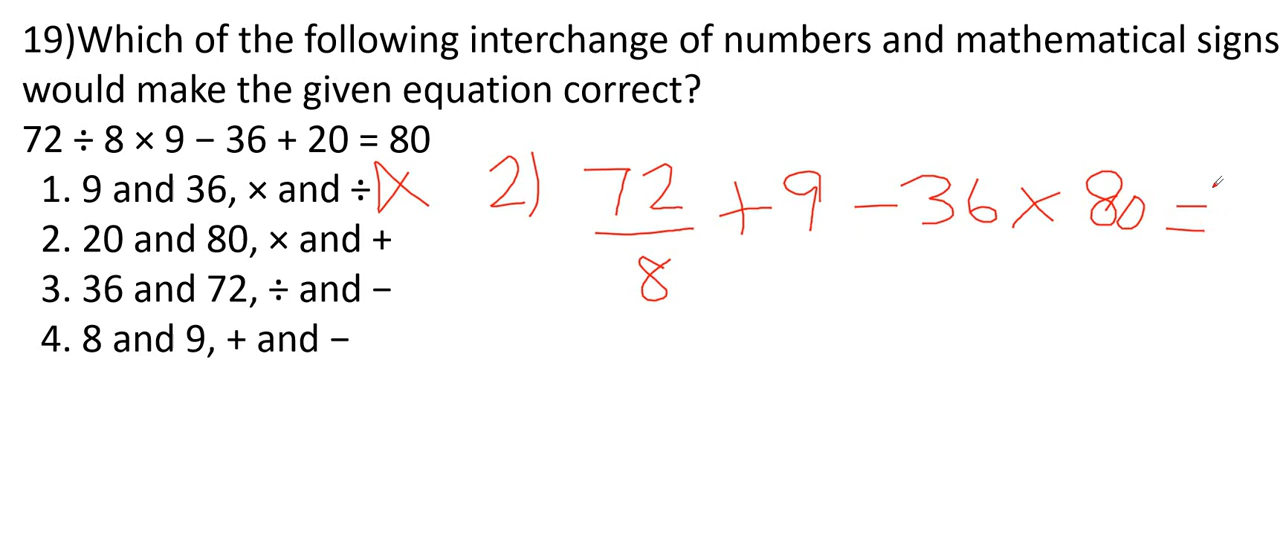 19)Which of the following interchange of numbers and mathematical signs
would make the given equation correct?
72 ÷ 8 × 9 − 36 + 20 = 80
1. 9 and 36, × and ÷ X
2. 20 and 80, × and +
3. 36 and 72, ÷ and −
4. 8 and 9, + and −
2) 72/8 + 9 − 36 × 80 =